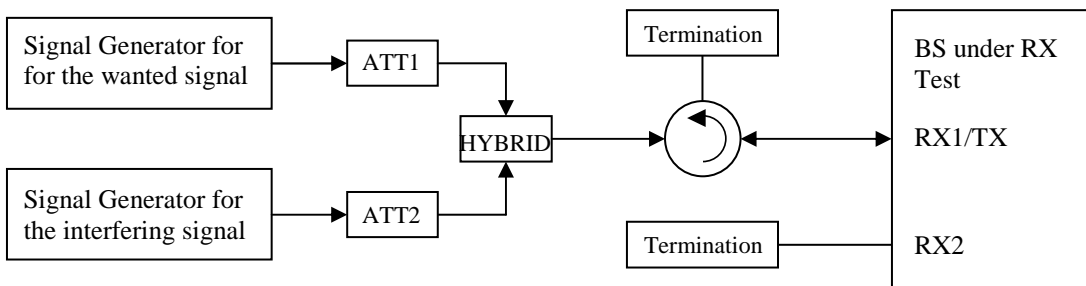 Signal Generator for
for the wanted signal
ATT1
HYBRID
Signal Generator for
the interfering signal
ATT2
Termination
Termination
BS under RX
Test
RX1/TX
RX2